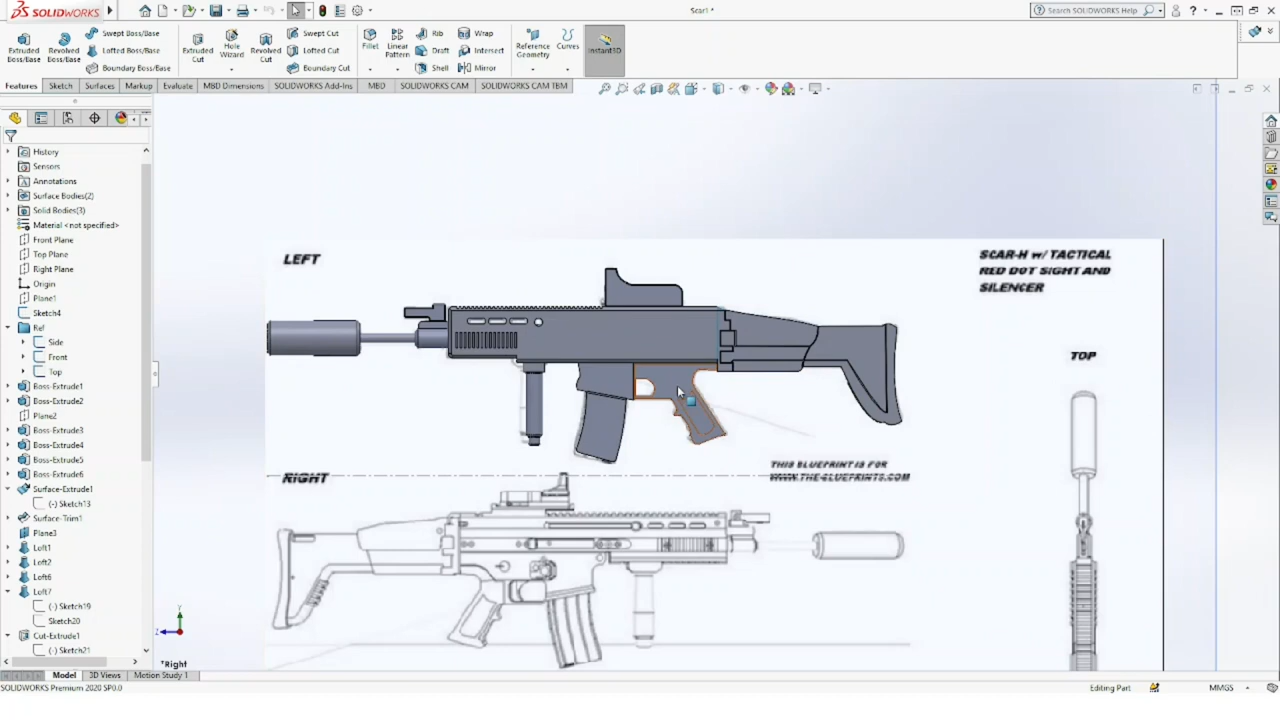 SOLIDWORKS
Scar1 *
Search SOLIDWORKS Help
Extruded Boss/Base
Revolved Boss/Base
Swept Boss/Base
Lofted Boss/Base
Boundary Boss/Base
Extruded Cut
Hole Wizard
Revolved Cut
Swept Cut
Lofted Cut
Boundary Cut
Fillet
Linear Pattern
Rib
Draft
Shell
Wrap
Intersect
Mirror
Reference Geometry
Curves
Instant3D
Features Sketch Surfaces Markup Evaluate MBD Dimensions SOLIDWORKS Add-Ins MBD SOLIDWORKS CAM SOLIDWORKS CAM TBM
History
Sensors
Annotations
Surface Bodies(2)
Solid Bodies(3)
Material <not specified>
Front Plane
Top Plane
Right Plane
Origin
Plane1
Sketch4
Ref
Side
Front
Top
Boss-Extrude1
Boss-Extrude2
Plane2
Boss-Extrude3
Boss-Extrude4
Boss-Extrude5
Boss-Extrude6
Surface-Extrude1
(-) Sketch13
Surface-Trim1
Plane3
Loft1
Loft2
Loft6
Loft7
(-) Sketch19
Sketch20
Cut-Extrude1
(-) Sketch21
LEFT
SCAR-H w/ TACTICAL
RED DOT SIGHT AND
SILENCER
TOP
RIGHT
THIS BLUEPRINT IS FOR
WWW.THE-BLUEPRINTS.COM
Y
Z
*Right
Model 3D Views Motion Study 1
SOLIDWORKS Premium 2020 SP0.0
Editing Part
MMGS